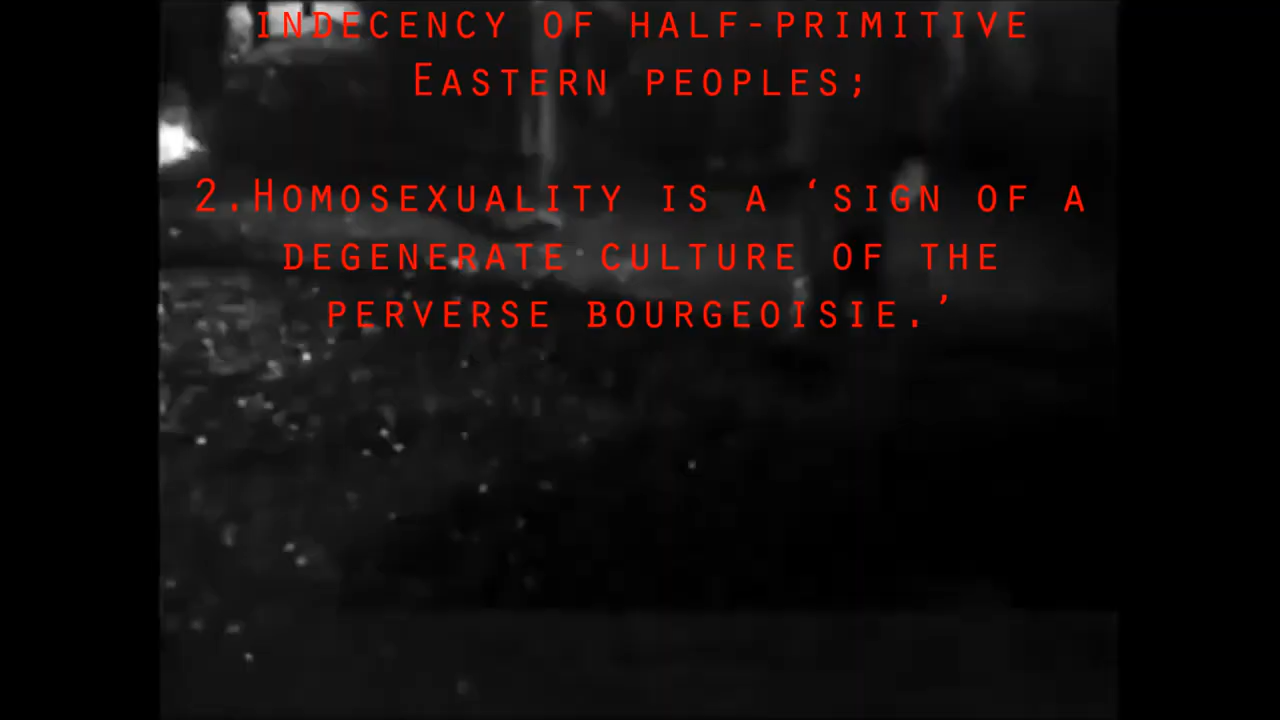 INDECENCY OF HALF-PRIMITIVE
EASTERN PEOPLES;
2.HOMOSEXUALITY IS A ‘SIGN OF A
DEGENERATE CULTURE OF THE
PERVERSE BOURGEOISIE.’